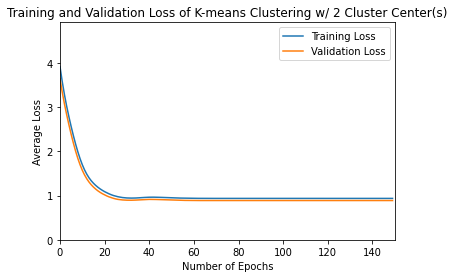 Training and Validation Loss of K-means Clustering w/ 2 Cluster Center(s)
Training Loss
Validation Loss
Average Loss
4
3
2
1
0
0 20 40 60 80 100 120 140
Number of Epochs